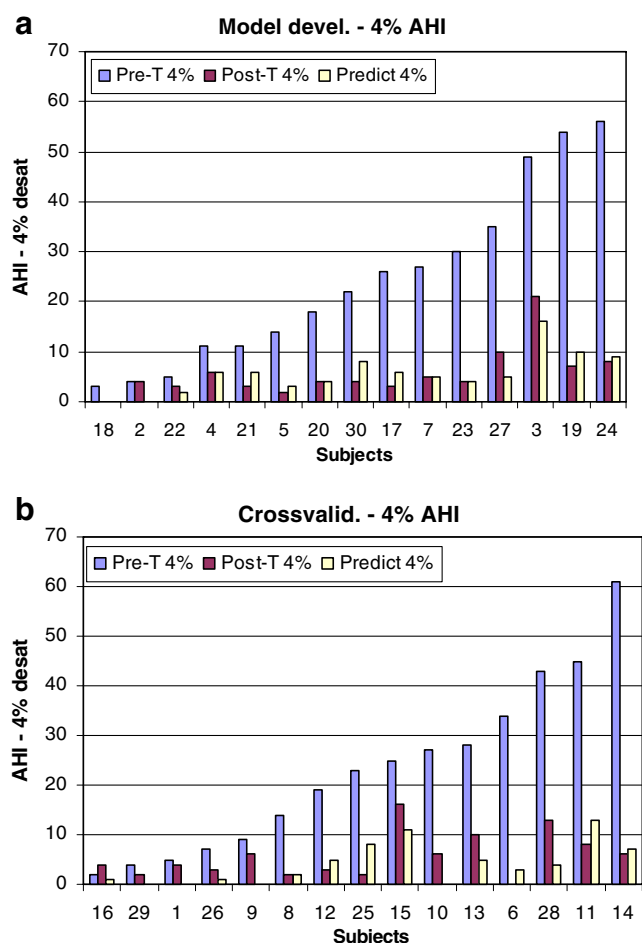 a
Model devel. - 4% AHI
Pre-T 4% Post-T 4% Predict 4%
70
60
50
40
30
20
10
0
AHI - 4% desat
18 2 22 4 21 5 20 30 17 7 23 27 3 19 24
Subjects
b
Crossvalid. - 4% AHI
Pre-T 4% Post-T 4% Predict 4%
70
60
50
40
30
20
10
0
AHI - 4% desat
16 29 1 26 9 8 12 25 15 10 13 6 28 11 14
Subjects